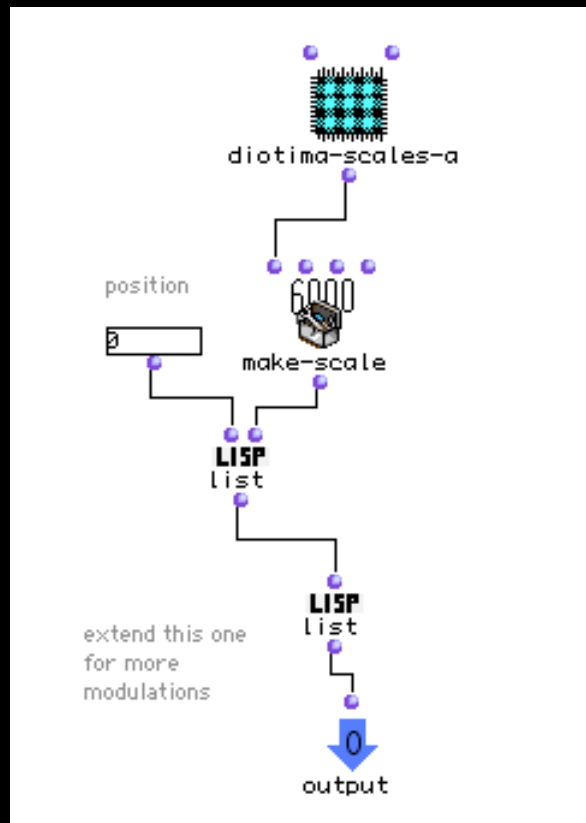 diotima-scales-a
position
6000
0
make-scale
LISP
list
LISP
list
extend this one
for more
modulations
0
output